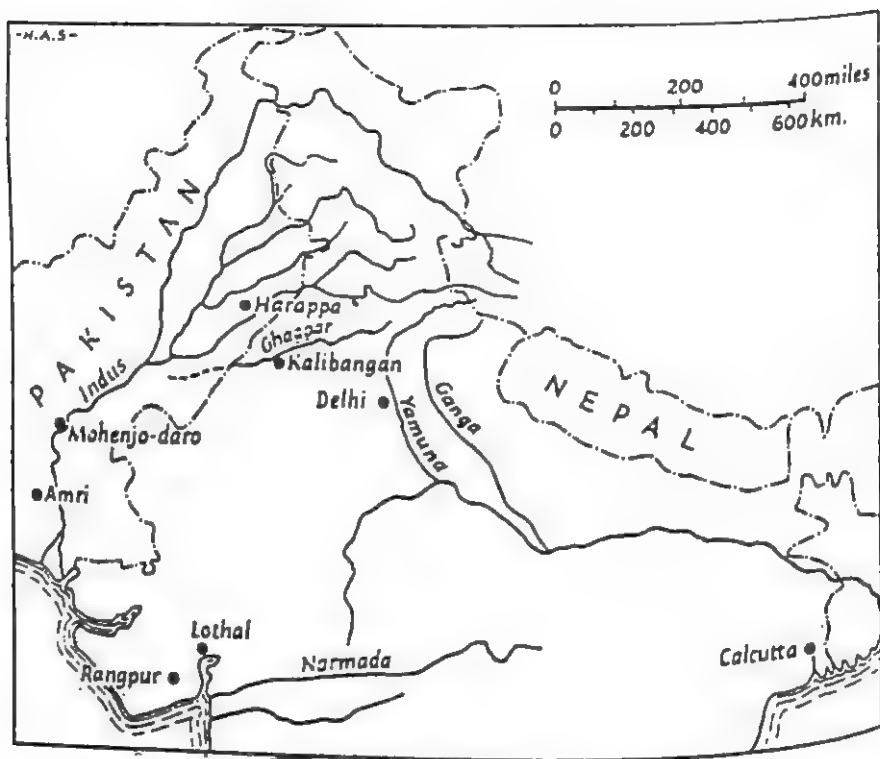 -H.A.S-
0 200 400 miles
0 200 400 600 km.
PAKISTAN
Harappa
Ghaggar
Indus
Kalibangan
NEPAL
Delhi
Ganga
Yamuna
Mohenjo-daro
Amri
Lothal
Narmada
Calcutta
Rangpur